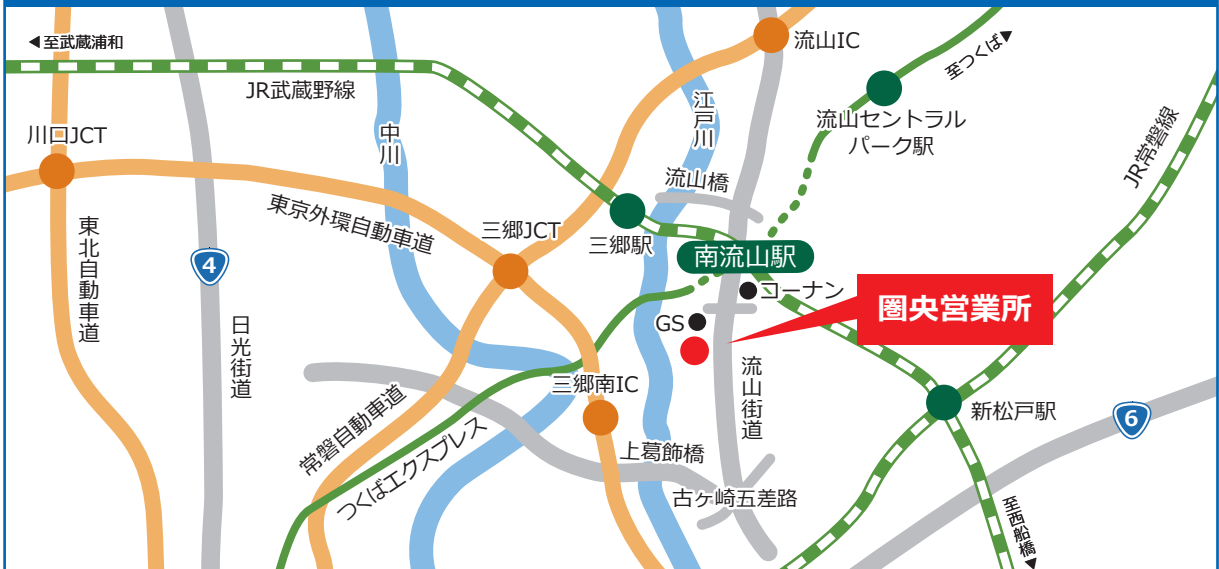 ◀至武蔵浦和
JR武蔵野線
川口JCT
東北自動車道
4
日光街道
中川
東京外環自動車道
三郷JCT
三郷駅
江戸川
流山橋
流山IC
至つくば▶
流山セントラル
パーク駅
JR常磐線
南流山駅
コーナン
GS
圏央営業所
流山街道
三郷南IC
常磐自動車道
つくばエクスプレス
上葛飾橋
古ヶ崎五差路
新松戸駅
6
至西船橋▶